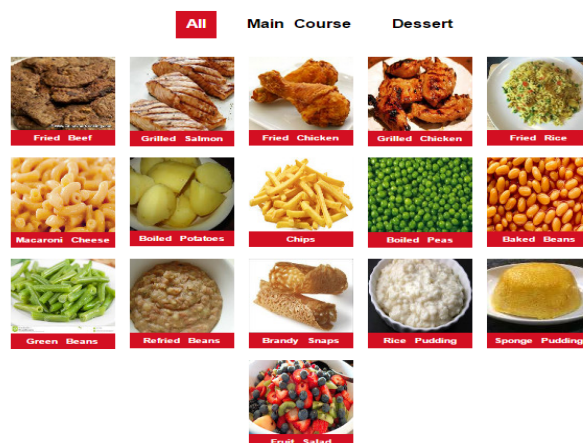 All Main Course Dessert
Fried Beef
Grilled Salmon
Fried Chicken
Grilled Chicken
Fried Rice
Macaroni Cheese
Boiled Potatoes
Chips
Boiled Peas
Baked Beans
Green Beans
Refried Beans
Brandy Snaps
Rice Pudding
Sponge Pudding
Fruit Salad